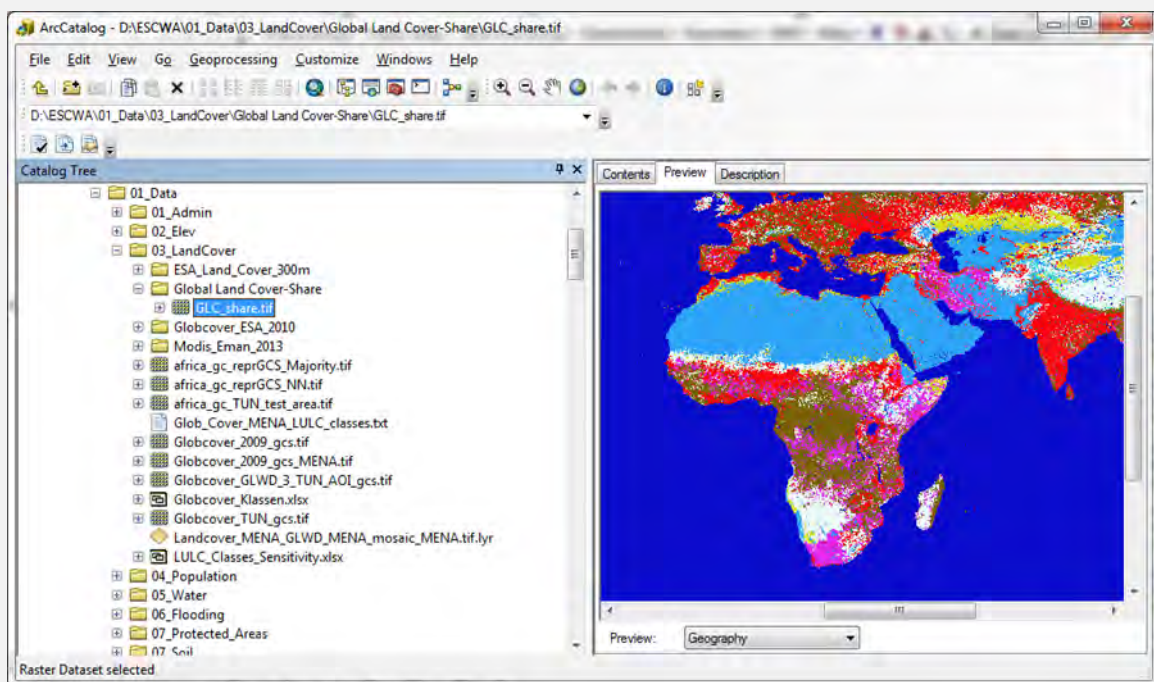 ArcCatalog - D:\ESCWA\01_Data\03_LandCover\Global Land Cover-Share\GLC_share.tif
File Edit View Go Geoprocessing Customize Windows Help
D:\ESCWA\01_Data\03_LandCover\Global Land Cover-Share\GLC_share.tif
Catalog Tree
Contents Preview Description
01_Data
01_Admin
02_Elev
03_LandCover
ESA_Land_Cover_300m
Global Land Cover-Share
GLC_share.tif
Globcover_ESA_2010
Modis_Eman_2013
africa_gc_reprGCS_Majority.tif
africa_gc_reprGCS_NN.tif
africa_gc_TUN_test_area.tif
Glob_Cover_MENA_LULC_classes.txt
Globcover_2009_gcs.tif
Globcover_2009_gcs_MENA.tif
Globcover_GLWD_3_TUN_AOI_gcs.tif
Globcover_Klassen.xlsx
Globcover_TUN_gcs.tif
Landcover_MENA_GLWD_MENA_mosaic_MENA.tif.lyr
LULC_Classes_Sensitivity.xlsx
04_Population
05_Water
06_Flooding
07_Protected_Areas
07_Soil
Preview: Geography
Raster Dataset selected